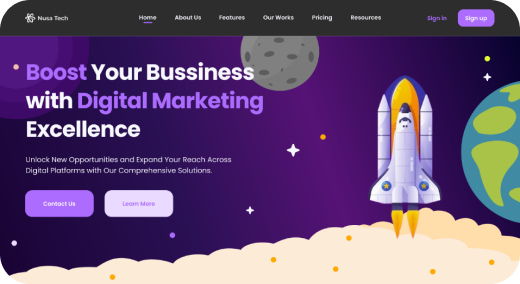 Nusa Tech
Home
About Us
Features
Our Works
Pricing
Resources
Sign in
Sign up
Boost Your Bussiness
with Digital Marketing
Excellence
Unlock New Opportunities and Expand Your Reach Across
Digital Platforms with Our Comprehensive Solutions.
Contact Us
Learn More